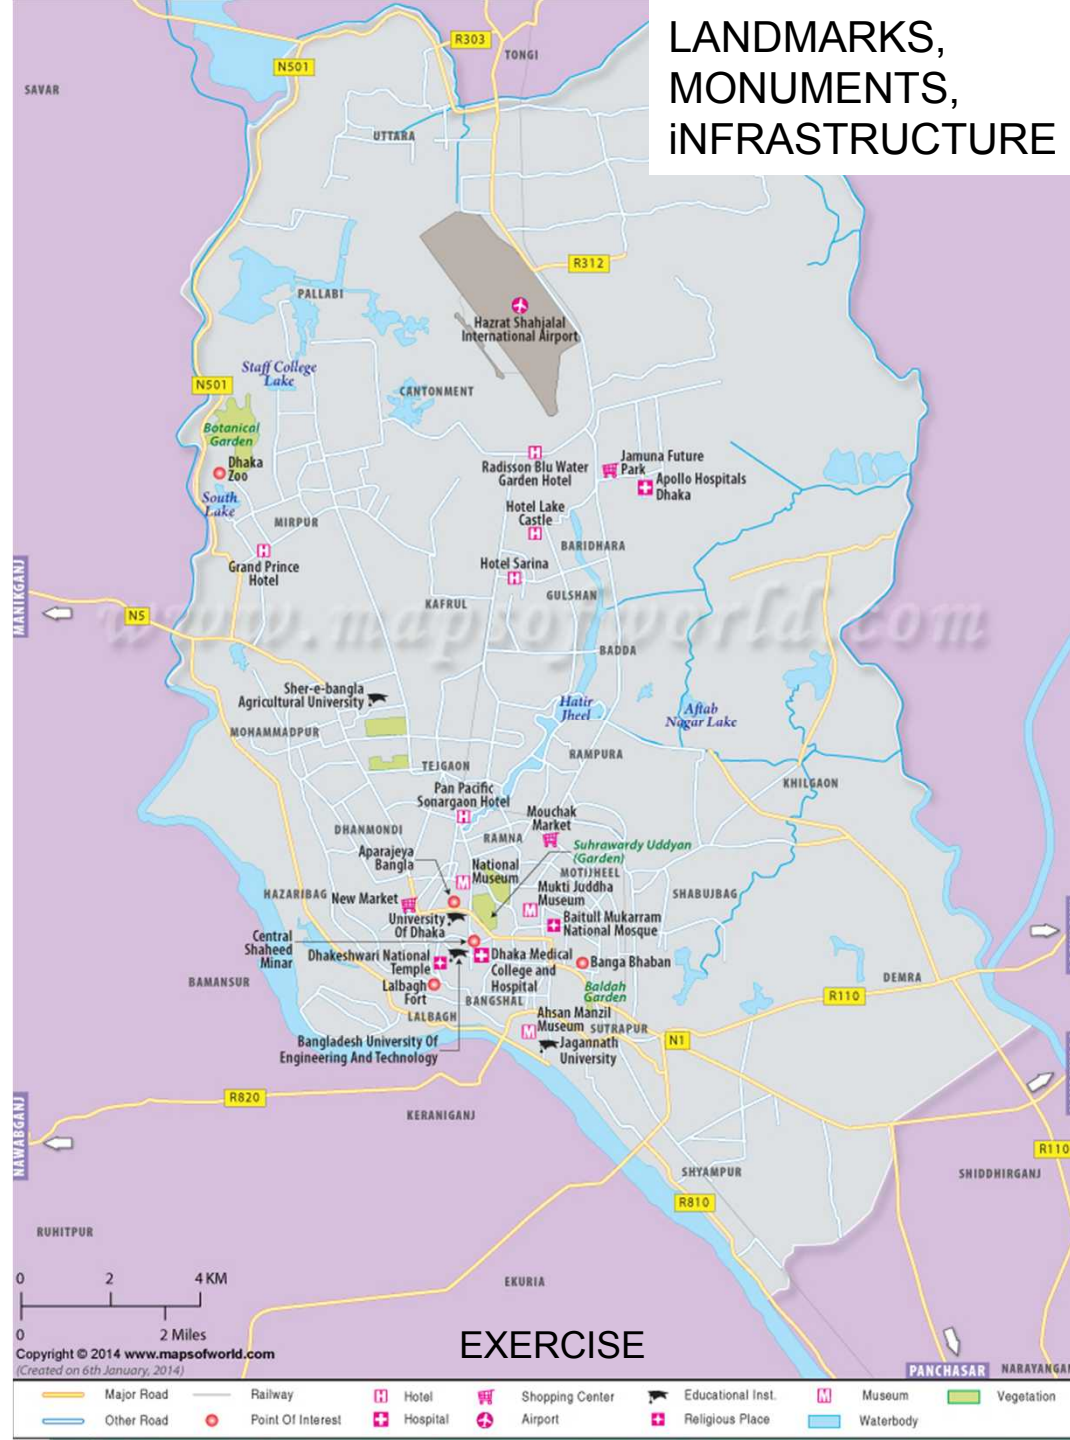 LANDMARKS,
MONUMENTS,
iNFRASTRUCTURE
R303
TONGI
N501
SAVAR
UTTARA
R312
PALLABI
Hazrat Shahjalal
International Airport
Staff College
Lake
N501
CANTONMENT
Botanical
Garden
Dhaka
Zoo
Radisson Blu Water
Garden Hotel
Jamuna Future
Park
Apollo Hospitals
Dhaka
South
Lake
Hotel Lake
Castle
MIRPUR
BARIDHARA
Grand Prince
Hotel
Hotel Sarina
GULSHAN
KAFRUL
MANIKGANJ
N5
www.mapsofworld.com
BADDA
Sher-e-bangla
Agricultural University
Hatir
Jheel
Aftab
Nagar Lake
MOHAMMADPUR
RAMPURA
TEJGAON
KHILGAON
Pan Pacific
Sonargaon Hotel
Mouchak
Market
DHANMONDI
RAMNA
Suhrawardy Uddyan
(Garden)
Aparajeya
Bangla
National
Museum
MOTIJHEEL
Mukti Juddha
Museum
HAZARIBAG
New Market
SHABUJBAG
University
Of Dhaka
Baitull Mukarram
National Mosque
Central
Shaheed
Minar
Dhakeshwari National
Temple
Dhaka Medical
College and
Hospital
Banga Bhaban
BAMANSUR
Lalbagh
Fort
Baldah
Garden
DEMRA
R110
BANGSHAL
LALBAGH
Ahsan Manzil
Museum
SUTRAPUR
Bangladesh University Of
Engineering And Technology
Jagannath
University
N1
R820
KERANIGANJ
NAWABGANJ
R110
SHYAMPUR
SHIDDHIRGANJ
R810
RUHITPUR
EKURIA
0 2 4 KM
0 2 Miles
EXERCISE
Copyright © 2014 www.mapsofworld.com
(Created on 6th January, 2014)
PANCHASAR
NARAYANGA
Major Road
Railway
Hotel
Shopping Center
Educational Inst.
Museum
Vegetation
Other Road
Point Of Interest
Hospital
Airport
Religious Place
Waterbody